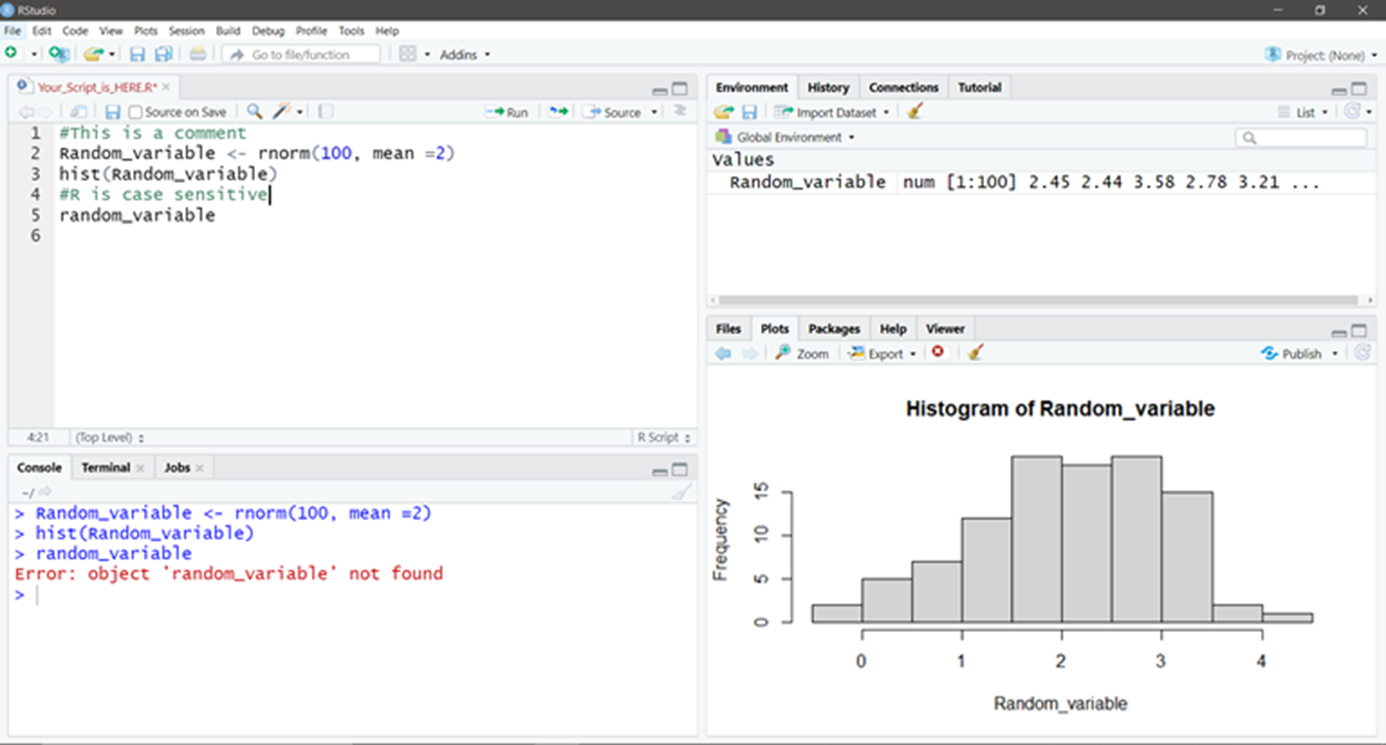 RStudio
File Edit Code View Plots Session Build Debug Profile Tools Help
Go to file/function Addins Project: (None)
Your_Script_is_HERE.R*
Source on Save Run Source
1 #This is a comment
2 Random_variable <- rnorm(100, mean =2)
3 hist(Random_variable)
4 #R is case sensitive
5 random_variable
6
4:21 (Top Level) R Script
Console Terminal Jobs
~/
> Random_variable <- rnorm(100, mean =2)
> hist(Random_variable)
> random_variable
Error: object 'random_variable' not found
>
Environment History Connections Tutorial
Import Dataset List
Global Environment
Values
Random_variable num [1:100] 2.45 2.44 3.58 2.78 3.21 ...
Files Plots Packages Help Viewer
Zoom Export Publish
Histogram of Random_variable
Frequency
15
10
5
0
0 1 2 3 4
Random_variable